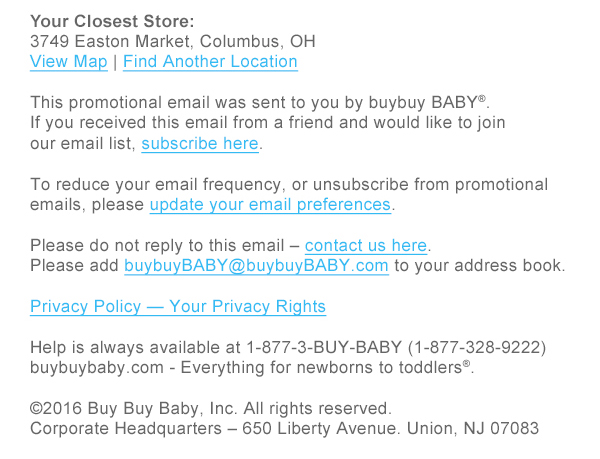 Your Closest Store:
3749 Easton Market, Columbus, OH
View Map | Find Another Location
This promotional email was sent to you by buybuy BABY®.
If you received this email from a friend and would like to join
our email list, subscribe here.
To reduce your email frequency, or unsubscribe from promotional
emails, please update your email preferences.
Please do not reply to this email – contact us here.
Please add buybuyBABY@buybuyBABY.com to your address book.
Privacy Policy — Your Privacy Rights
Help is always available at 1-877-3-BUY-BABY (1-877-328-9222)
buybuybaby.com - Everything for newborns to toddlers®.
©2016 Buy Buy Baby, Inc. All rights reserved.
Corporate Headquarters – 650 Liberty Avenue. Union, NJ 07083